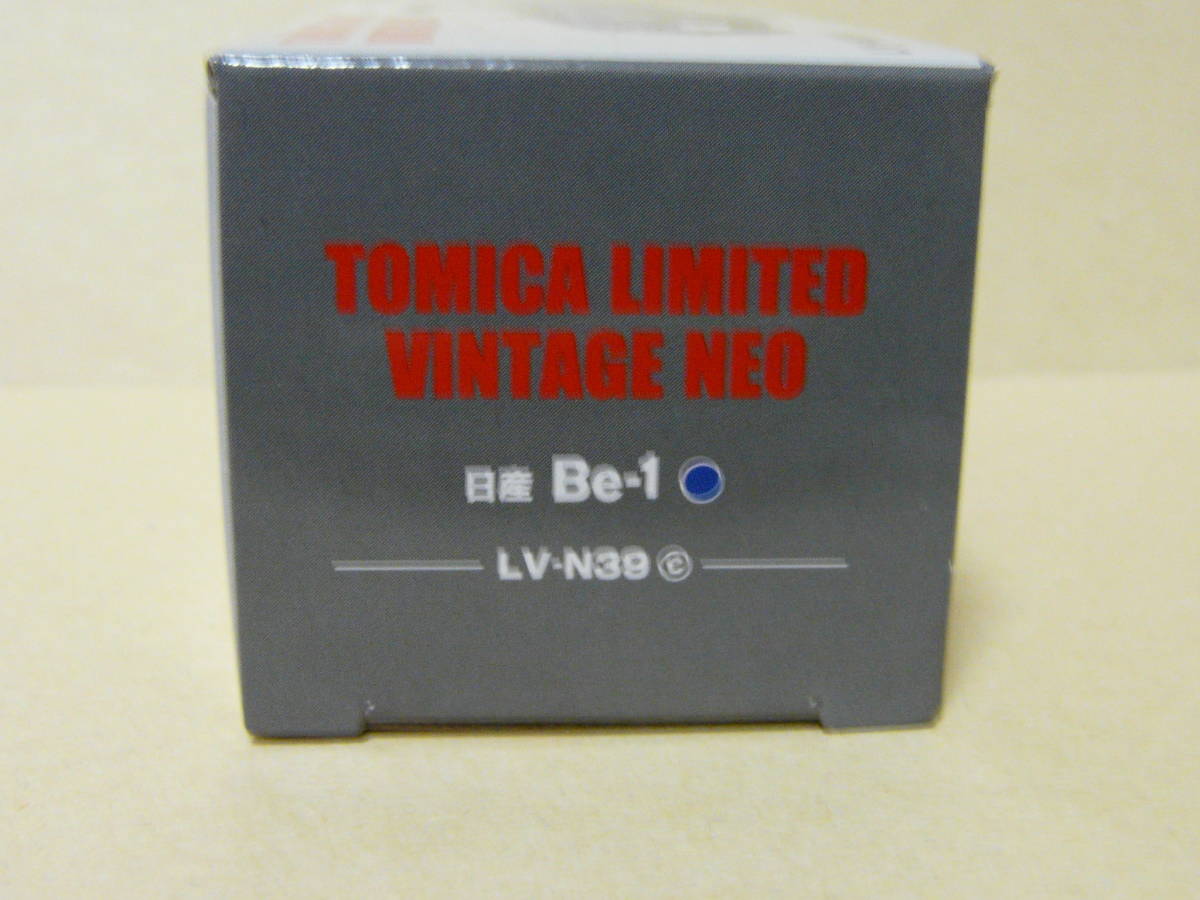 TOMICA LIMITED
VINTAGE NEO
日産 Be-1
LV-N39 ⓒ